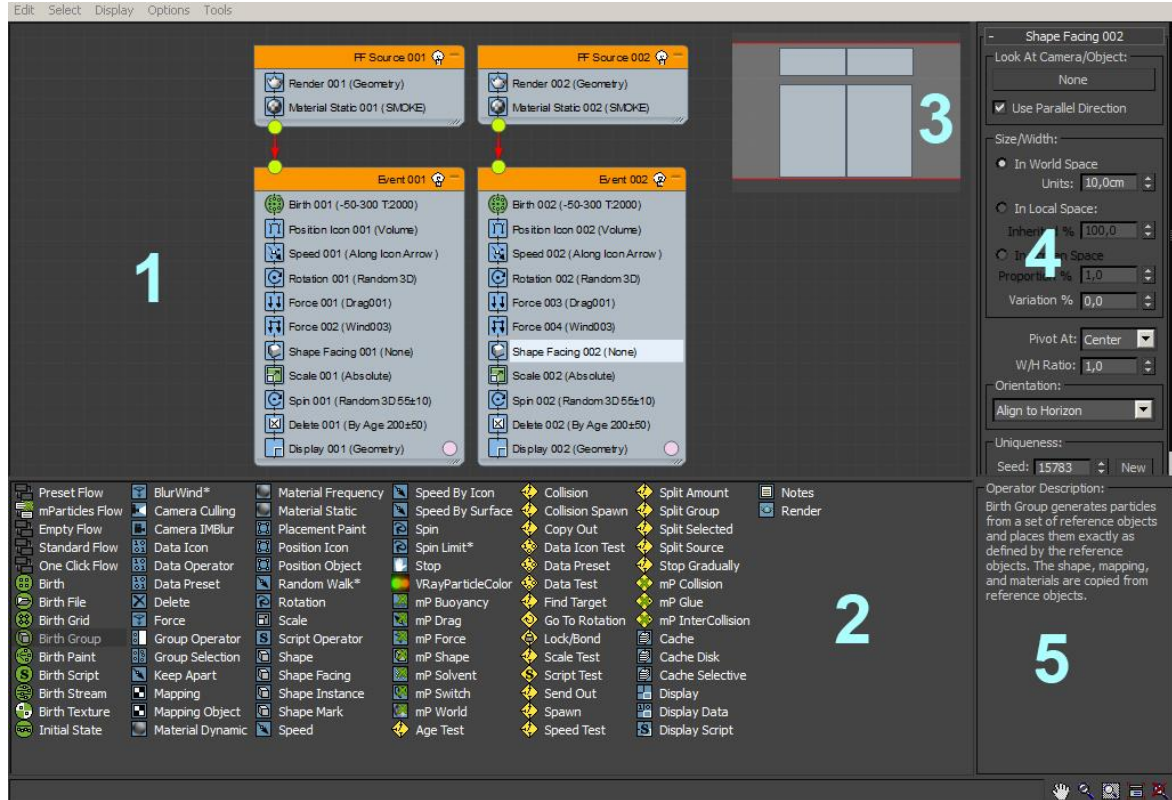 Edit Select Display Options Tools
PF Source 001
Render 001 (Geometry)
Material Static 001 (SMOKE)
PF Source 002
Render 002 (Geometry)
Material Static 002 (SMOKE)
Event 001
Birth 001 (-50-300 T:2000)
Position Icon 001 (Volume)
Speed 001 (Along Icon Arrow)
Rotation 001 (Random 3D)
Force 001 (Drag001)
Force 002 (Wind003)
Shape Facing 001 (None)
Scale 001 (Absolute)
Spin 001 (Random 3D 55±10)
Delete 001 (By Age 200±50)
Display 001 (Geometry)
Event 002
Birth 002 (-50-300 T:2000)
Position Icon 002 (Volume)
Speed 002 (Along Icon Arrow)
Rotation 002 (Random 3D)
Force 003 (Drag001)
Force 004 (Wind003)
Shape Facing 002 (None)
Scale 002 (Absolute)
Spin 002 (Random 3D 55±10)
Delete 002 (By Age 200±50)
Display 002 (Geometry)
1
3
- Shape Facing 002
Look At Camera/Object:
None
Use Parallel Direction
Size/Width:
In World Space
Units: 10,0cm
In Local Space:
Inherited % 100,0
Space
Proportion % 1,0
4
Variation % 0,0
Pivot At: Center
W/H Ratio: 1,0
Orientation:
Align to Horizon
Uniqueness:
Seed: 15783 New
Preset Flow
mParticles Flow
Empty Flow
Standard Flow
One Click Flow
Birth
Birth File
Birth Grid
Birth Group
Birth Paint
Birth Script
Birth Stream
Birth Texture
Initial State
BlurWind*
Camera Culling
Camera IMBlur
Data Icon
Data Operator
Data Preset
Delete
Force
Group Operator
Group Selection
Keep Apart
Mapping
Mapping Object
Material Dynamic
Material Frequency
Material Static
Placement Paint
Position Icon
Position Object
Random Walk*
Rotation
Scale
Script Operator
Shape
Shape Facing
Shape Instance
Shape Mark
Speed
Speed By Icon
Speed By Surface
Spin
Spin Limit*
Stop
VRayParticleColor
mP Buoyancy
mP Drag
mP Force
mP Shape
mP Solvent
mP Switch
mP World
Age Test
Collision
Collision Spawn
Copy Out
Data Icon Test
Data Preset
Data Test
Find Target
Go To Rotation
Lock/Bond
Scale Test
Script Test
Send Out
Spawn
Speed Test
Split Amount
Split Group
Split Selected
Split Source
Stop Gradually
mP Collision
mP Glue
mP InterCollision
Cache
Cache Disk
Cache Selective
Display
Display Data
Display Script
Notes
Render
2
Operator Description:
Birth Group generates particles
from a set of reference objects
and places them exactly as
defined by the reference
objects. The shape, mapping,
and materials are copied from
reference objects.
5